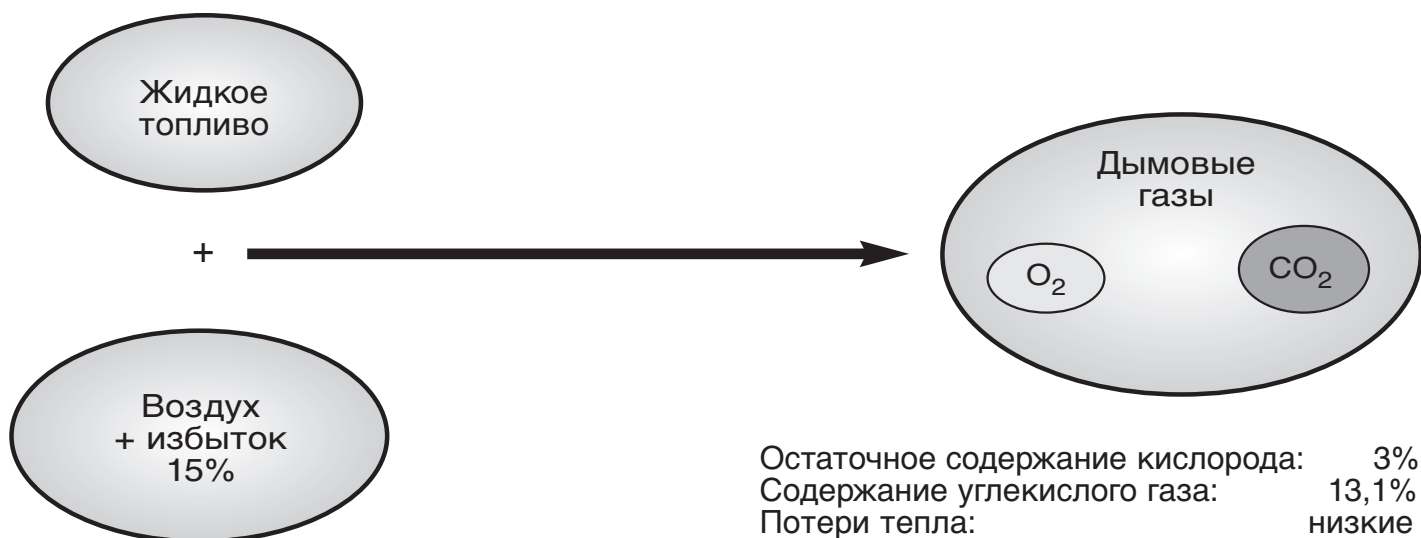 Жидкое
топливо
+
Воздух
+ избыток
15%
Дымовые
газы
O₂
CO₂
Остаточное содержание кислорода: 3%
Содержание углекислого газа: 13,1%
Потери тепла: низкие